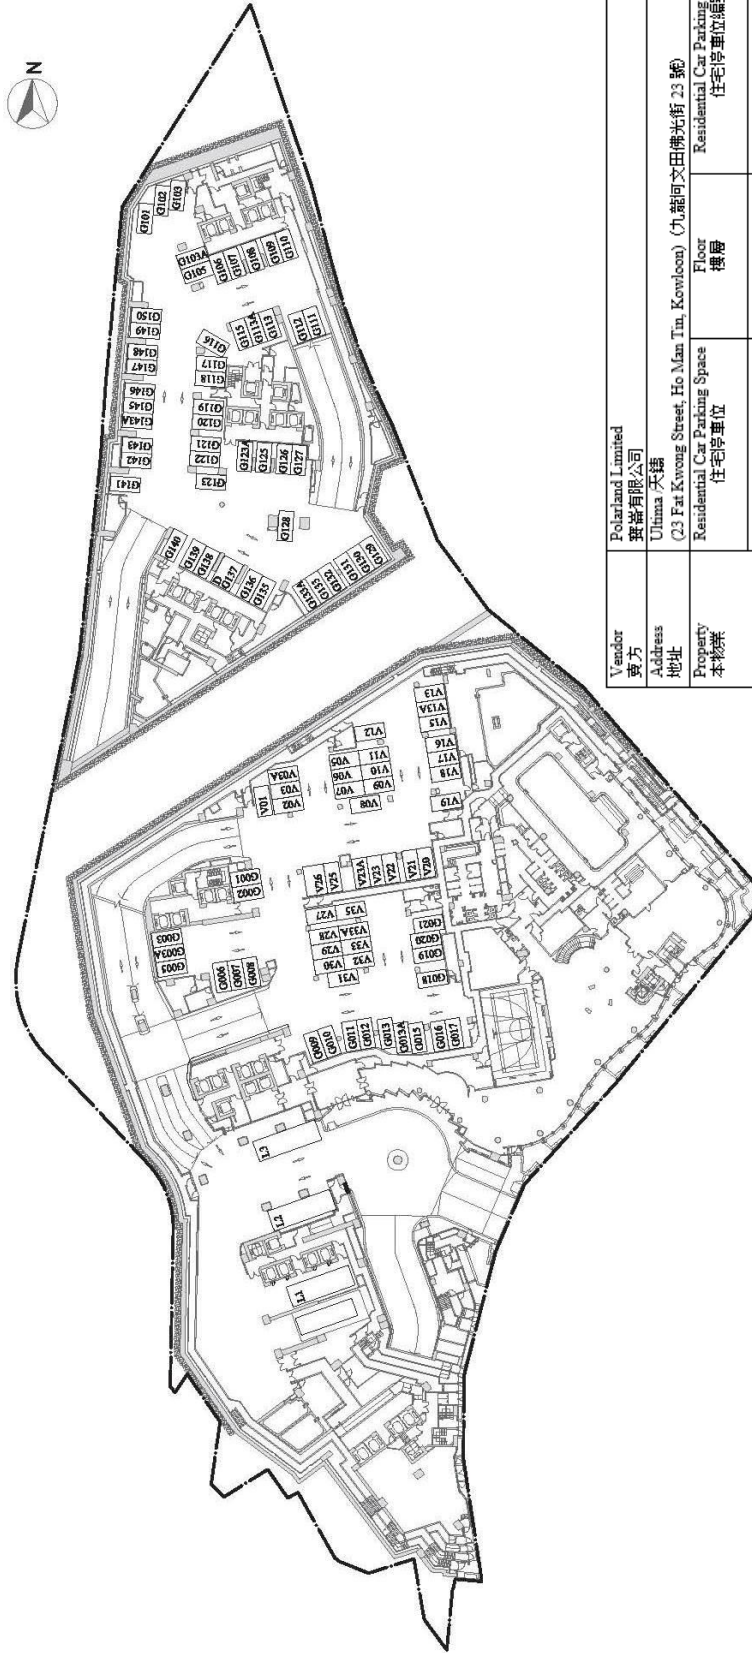 N
G101
G102
G103
G103A
G105
G106
G107
G108
G109
G110
G150
G149
G148
G147
G146
G145
G143A
G143
G142
G141
G116
G117
G118
G119
G120
G121
G122
G123
G115
G113A
G113
G112
G111
G123A
G125
G126
G127
G128
G140
G139
G138
D
G137
G136
G135
G133A
G133
G132
G131
G130
G129
V01
V03A
V03
V02
V05
V06
V07
V08
V12
V11
V10
V09
V13
V13A
V15
V16
V17
V18
V19
G001
G002
G003
G003A
G005
G006
G007
G008
V26
V25
V23A
V23
V22
V21
V20
V27
V28
V29
V30
V31
V35
V33A
V33
V32
G021
G020
G019
G018
G009
G010
G011
G012
G013
G013A
G015
G016
G017
L3
L2
L1
Vendor
賣方
Polarland Limited
寶崙有限公司
Address
地址
Ultima /天鑄
(23 Fat Kwong Street, Ho Man Tin, Kowloon) (九龍何文田佛光街 23 號)
Property
本物業
Residential Car Parking Space
住宅停車位
Floor
樓層
Residential Car Parking
住宅停車位編號